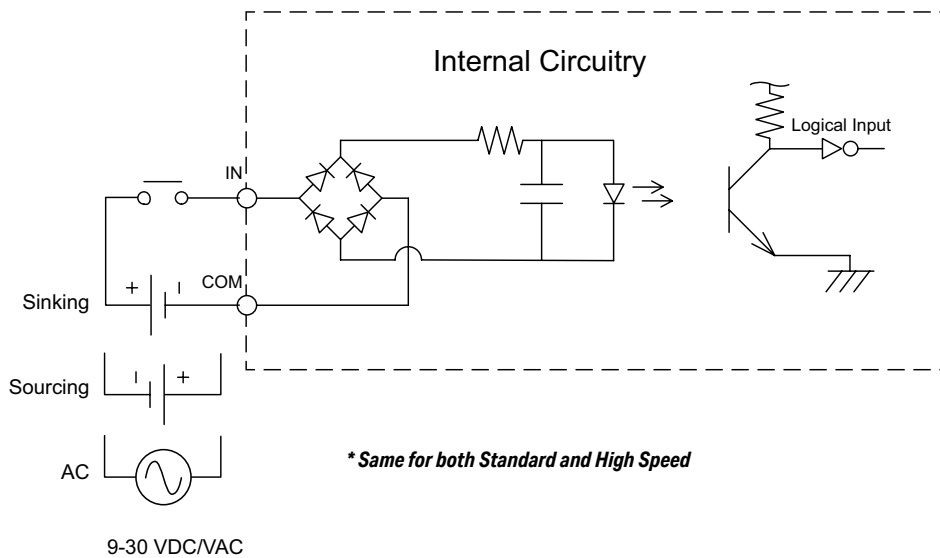 Internal Circuitry
Logical Input
IN
COM
+ –
Sinking
– +
Sourcing
AC
* Same for both Standard and High Speed
9-30 VDC/VAC